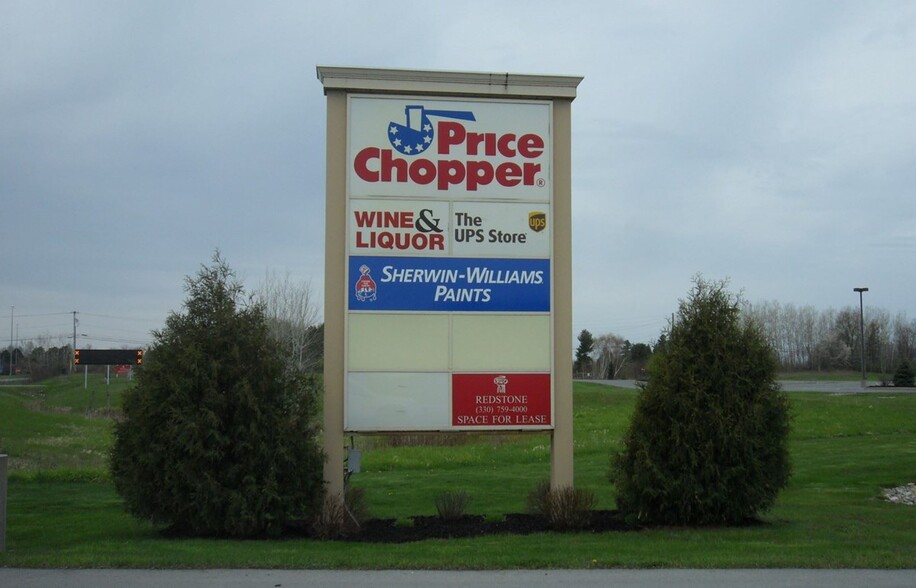 Price
Chopper®
WINE &
LIQUOR
The
UPS Store
ups
SHERWIN-WILLIAMS
PAINTS
REDSTONE
(330) 759-4000
SPACE FOR LEASE